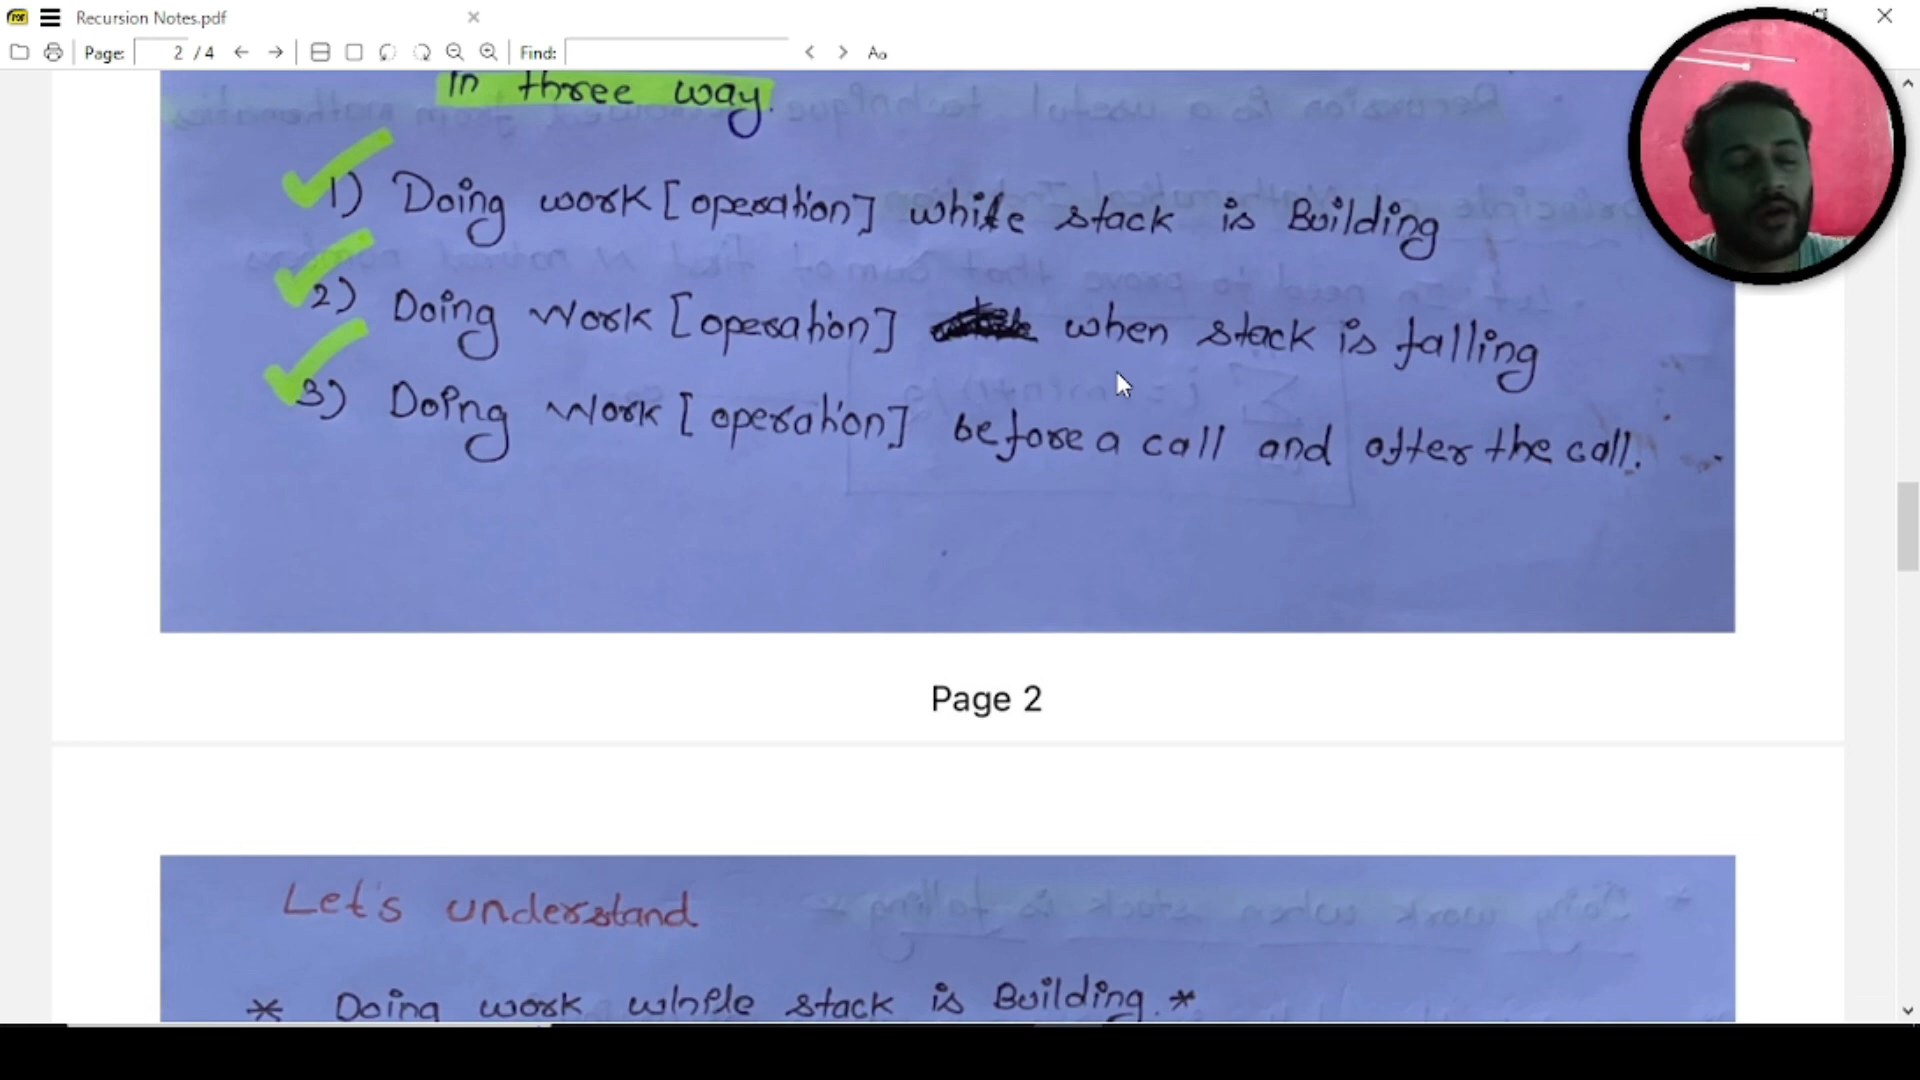 Recursion Notes.pdf
Page: 2 / 4 Find:
In three way.
1) Doing work [operation] while stack is Building
2) Doing work [operation] when stack is falling
3) Doing work [operation] before a call and after the call.
Page 2
Let's understand
* Doing work while stack is Building. *